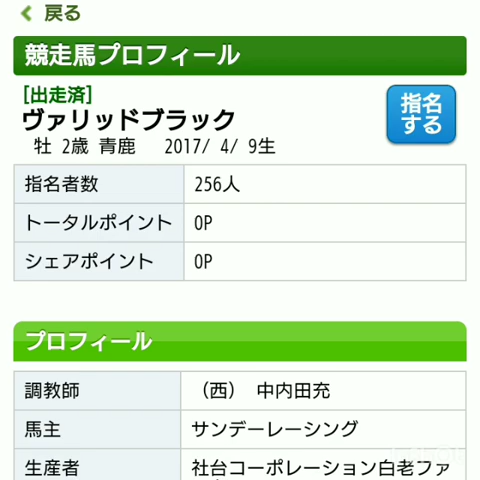 戻る
競走馬プロフィール
[出走済]
ヴァリッドブラック
指名
する
牡 2歳 青鹿 2017/ 4/ 9生
指名者数 256人
トータルポイント 0P
シェアポイント 0P
プロフィール
調教師 （西） 中内田充
馬主 サンデーレーシング
生産者 社台コーポレーション白老ファ